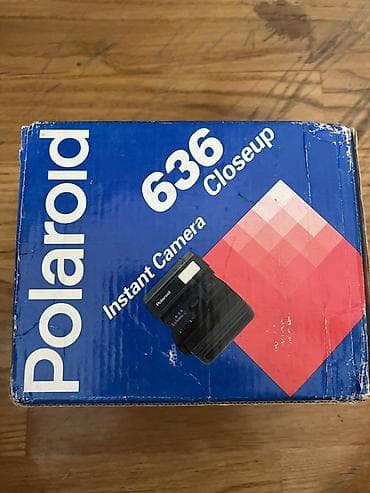 Polaroid
636
Closeup
Instant Camera
Polaroid